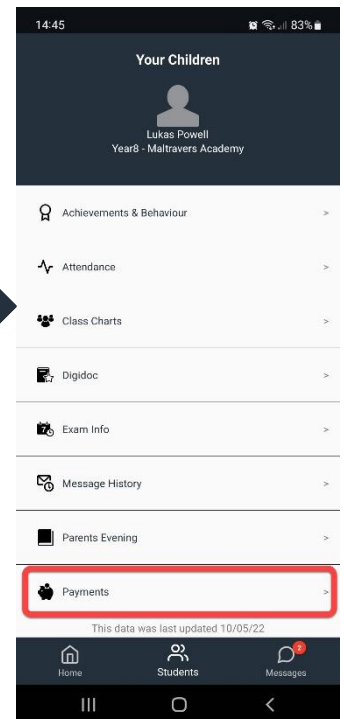 14:45 83%
Your Children
Lukas Powell
Year8 - Maltravers Academy
Achievements & Behaviour >
Attendance >
Class Charts >
Digidoc >
7
Exam Info >
Message History >
Parents Evening >
Payments >
This data was last updated 10/05/22
2
Home Students Messages